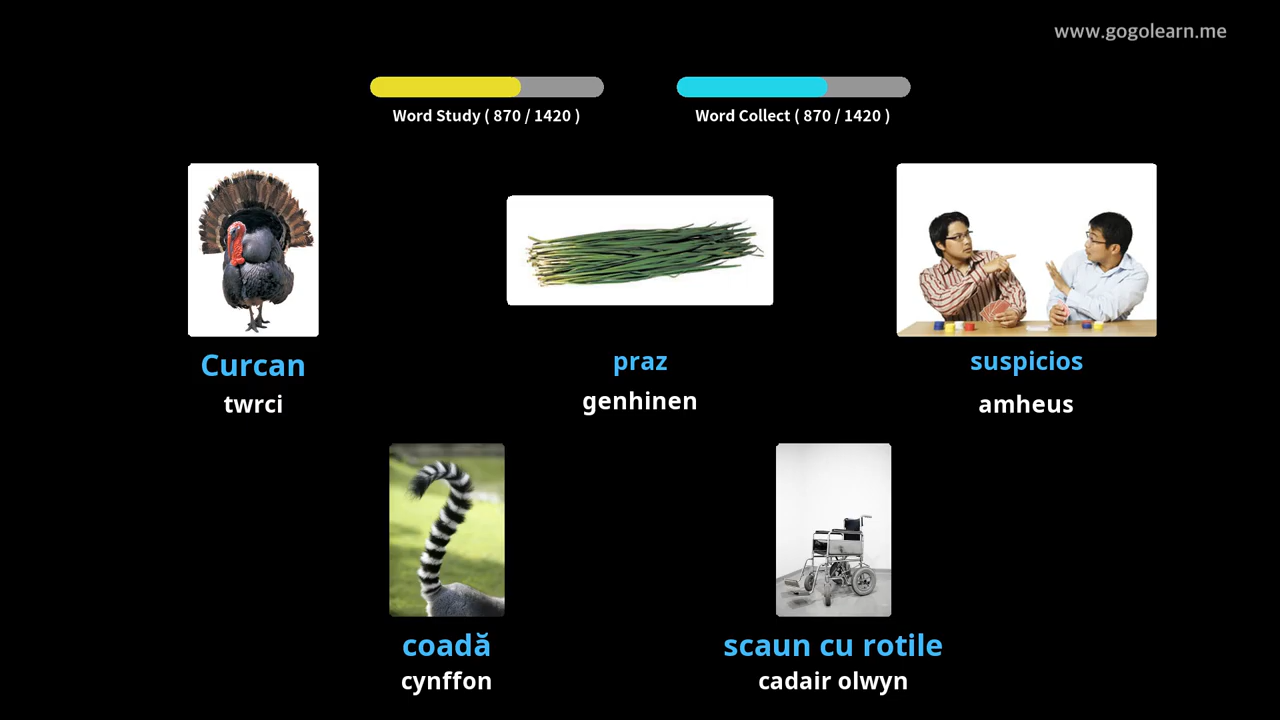 www.gogolearn.me
Word Study ( 870 / 1420 )
Word Collect ( 870 / 1420 )
Curcan
twrci
praz
genhinen
suspicios
amheus
coadă
cynffon
scaun cu rotile
cadair olwyn